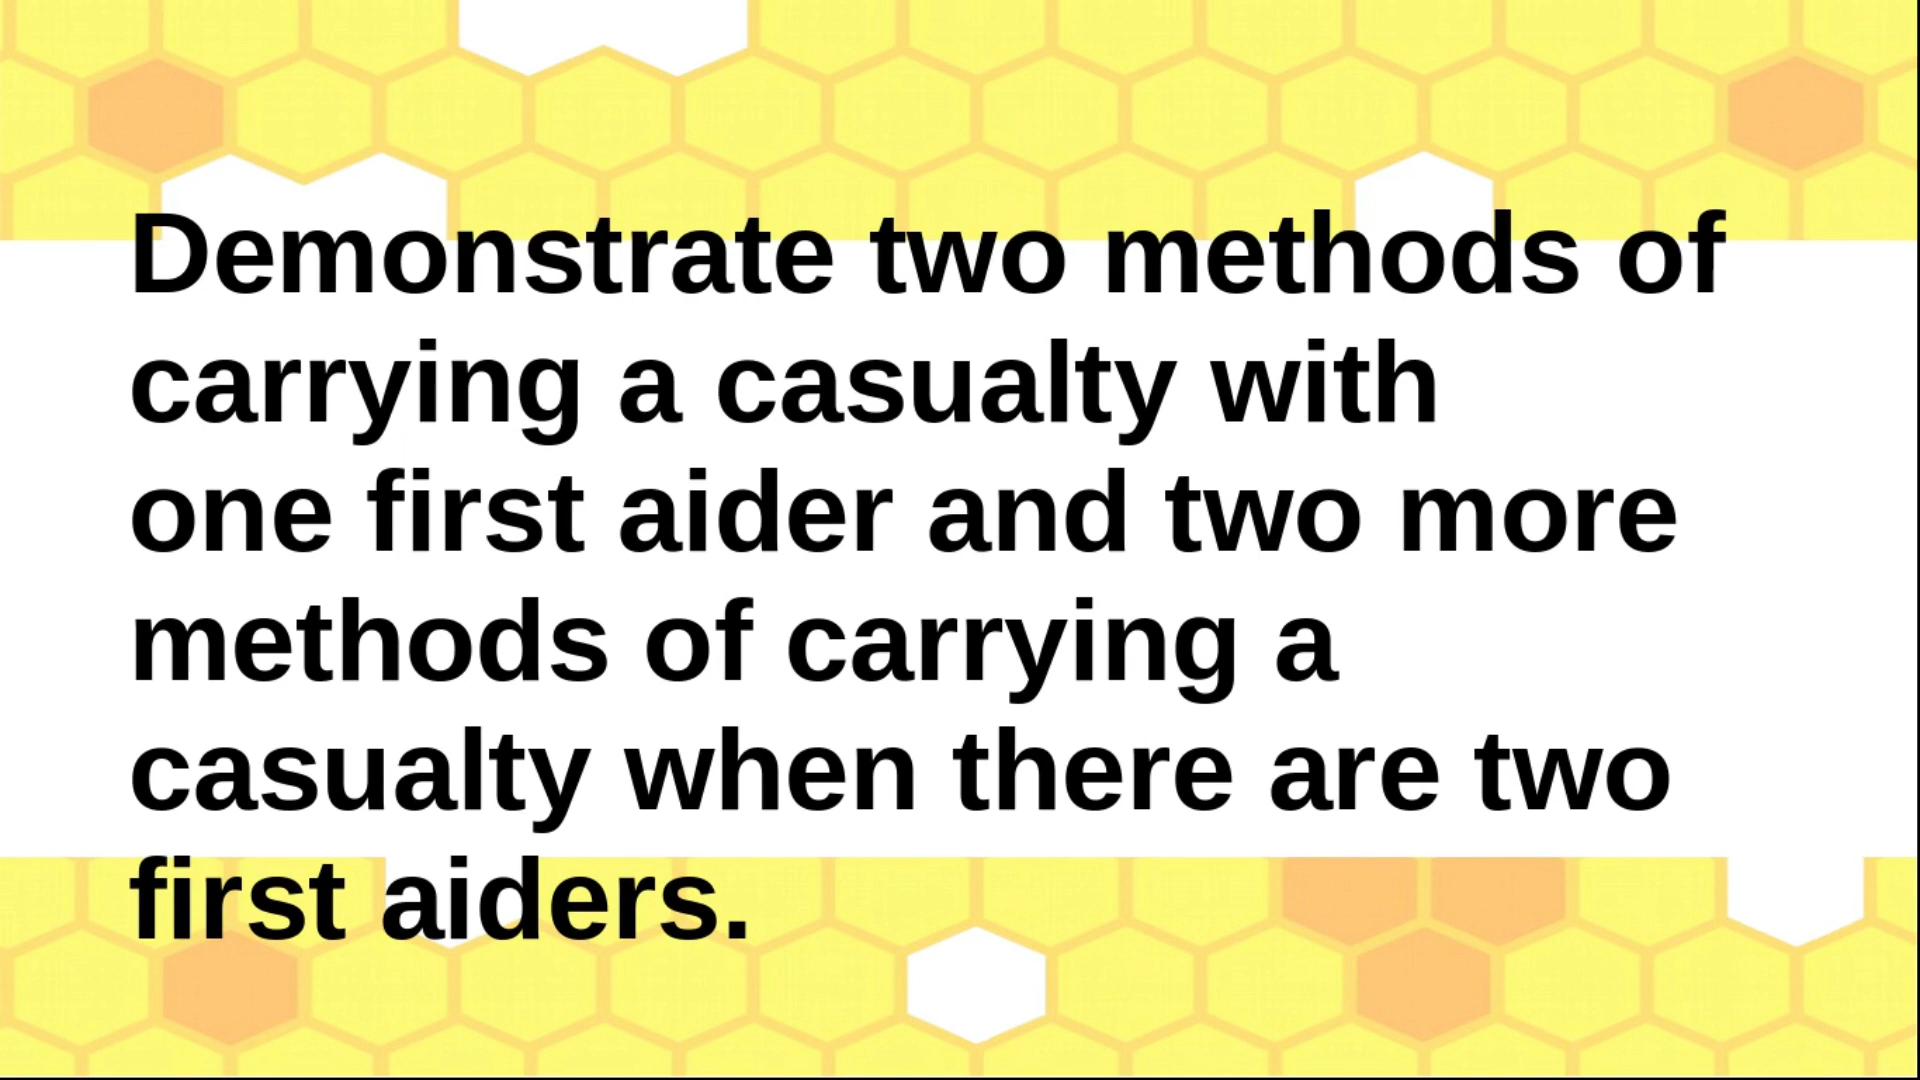 Demonstrate two methods of
carrying a casualty with
one first aider and two more
methods of carrying a
casualty when there are two
first aiders.